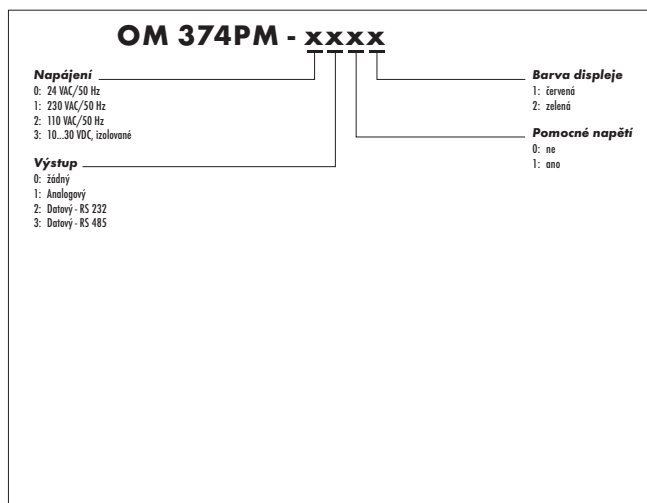 OM 374PM - xxxx
Napájení
0: 24 VAC/50 Hz
1: 230 VAC/50 Hz
2: 110 VAC/50 Hz
3: 10...30 VDC, izolované
Výstup
0: žádný
1: Analogový
2: Datový - RS 232
3: Datový - RS 485
Barva displeje
1: červená
2: zelená
Pomocné napětí
0: ne
1: ano